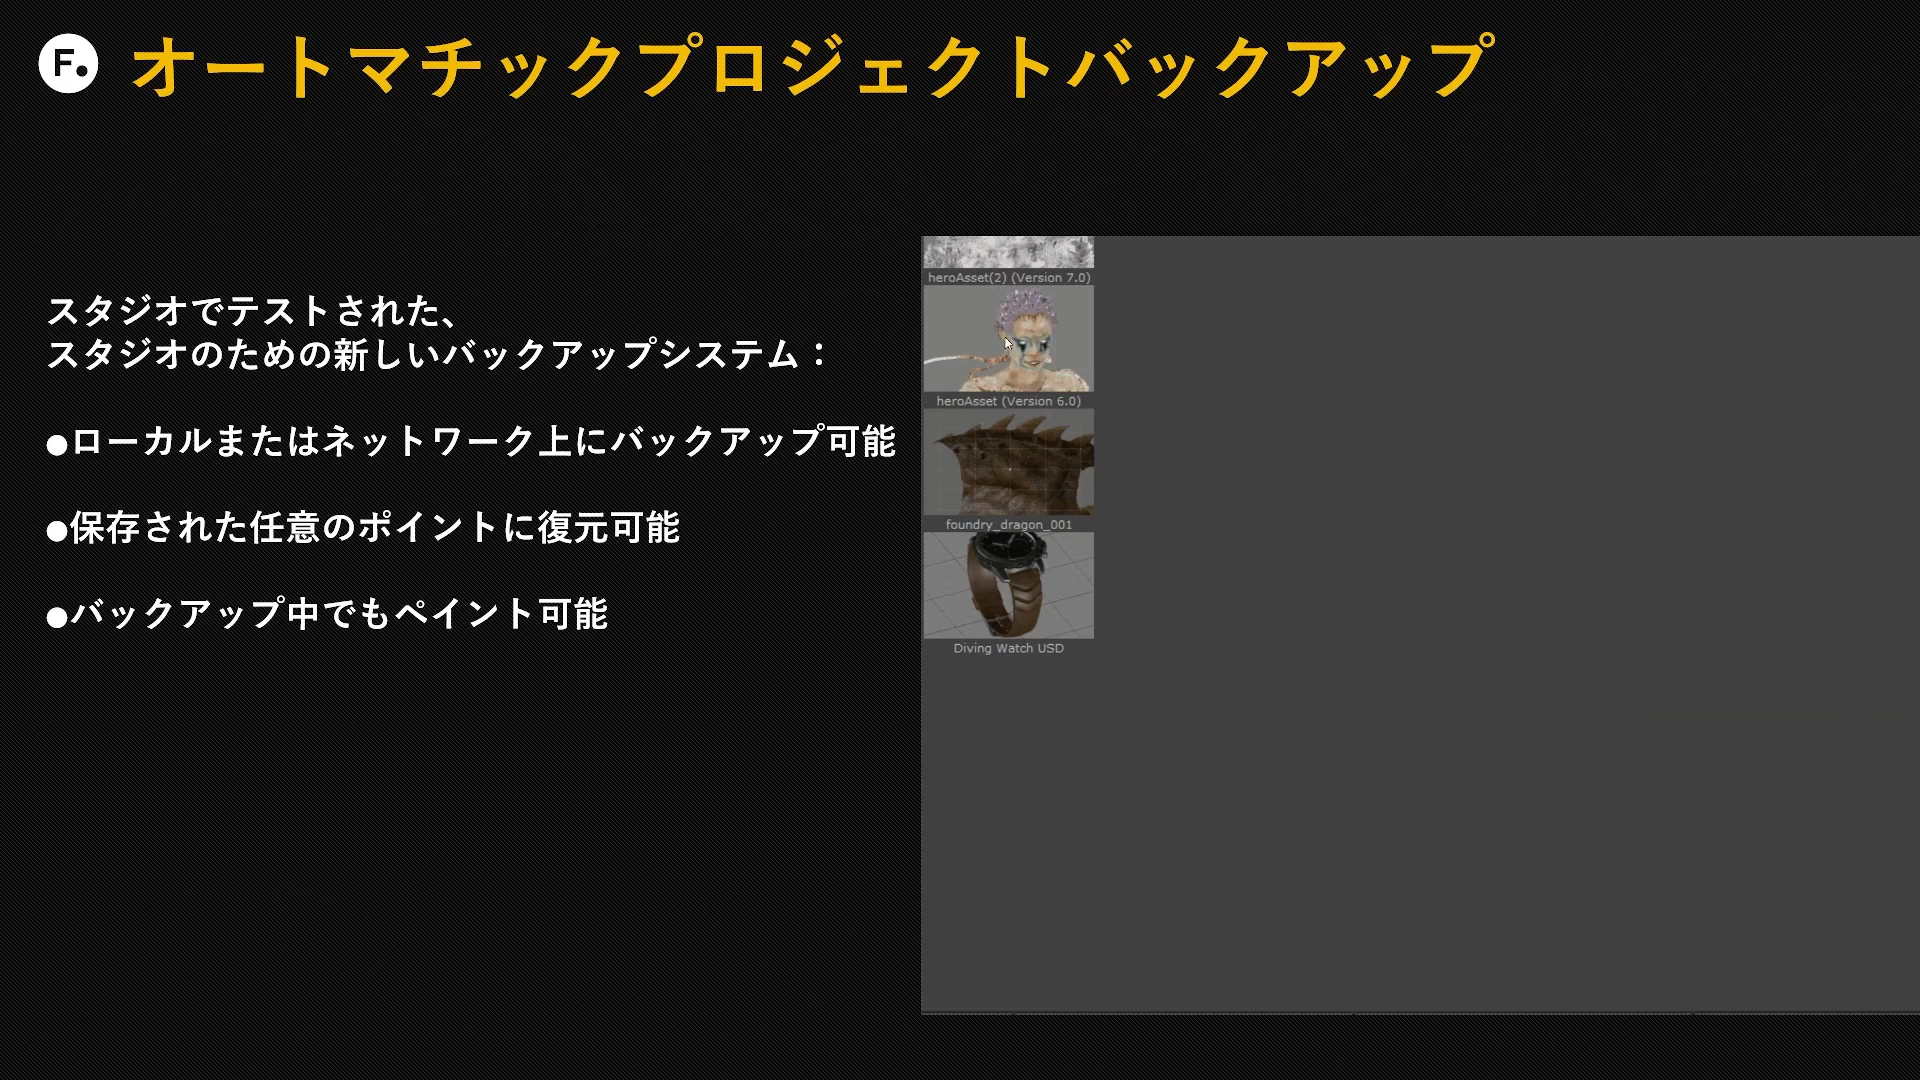 F.
オートマチックプロジェクトバックアップ
スタジオでテストされた、
スタジオのための新しいバックアップシステム：
●ローカルまたはネットワーク上にバックアップ可能
●保存された任意のポイントに復元可能
●バックアップ中でもペイント可能
heroAsset(2) (Version 7.0)
heroAsset (Version 6.0)
foundry_dragon_001
Diving Watch USD